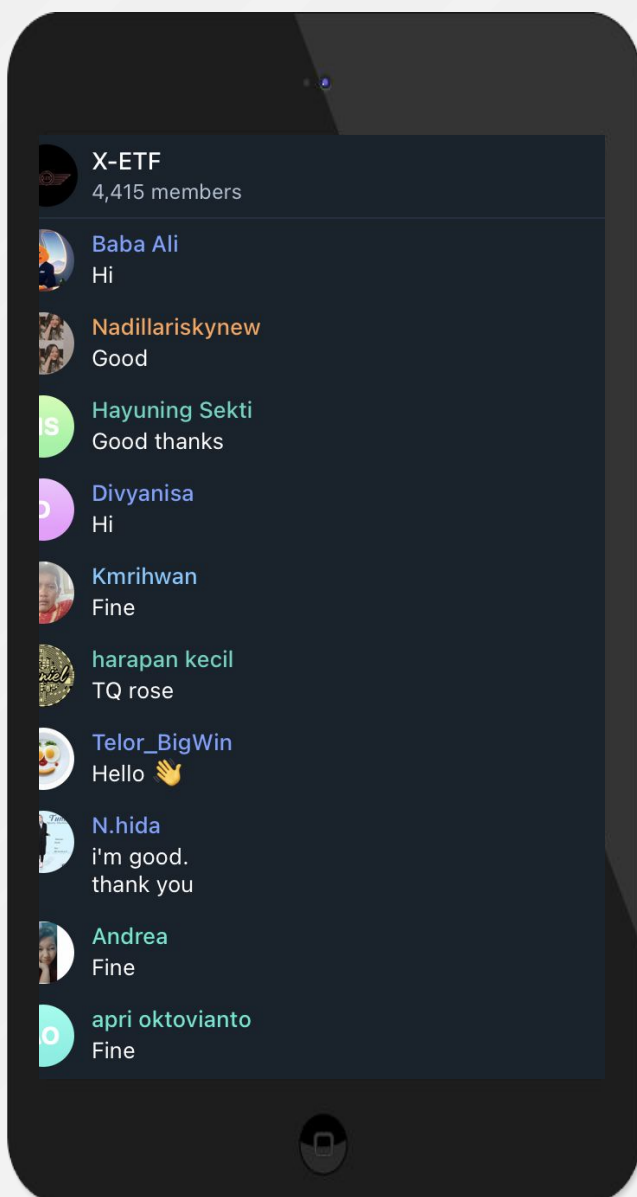 X-ETF
4,415 members
Baba Ali
Hi
Nadillariskynew
Good
Hayuning Sekti
Good thanks
Divyanisa
Hi
Kmrihwan
Fine
harapan kecil
TQ rose
Telor_BigWin
Hello 👋
N.hida
i'm good.
thank you
Andrea
Fine
apri oktovianto
Fine